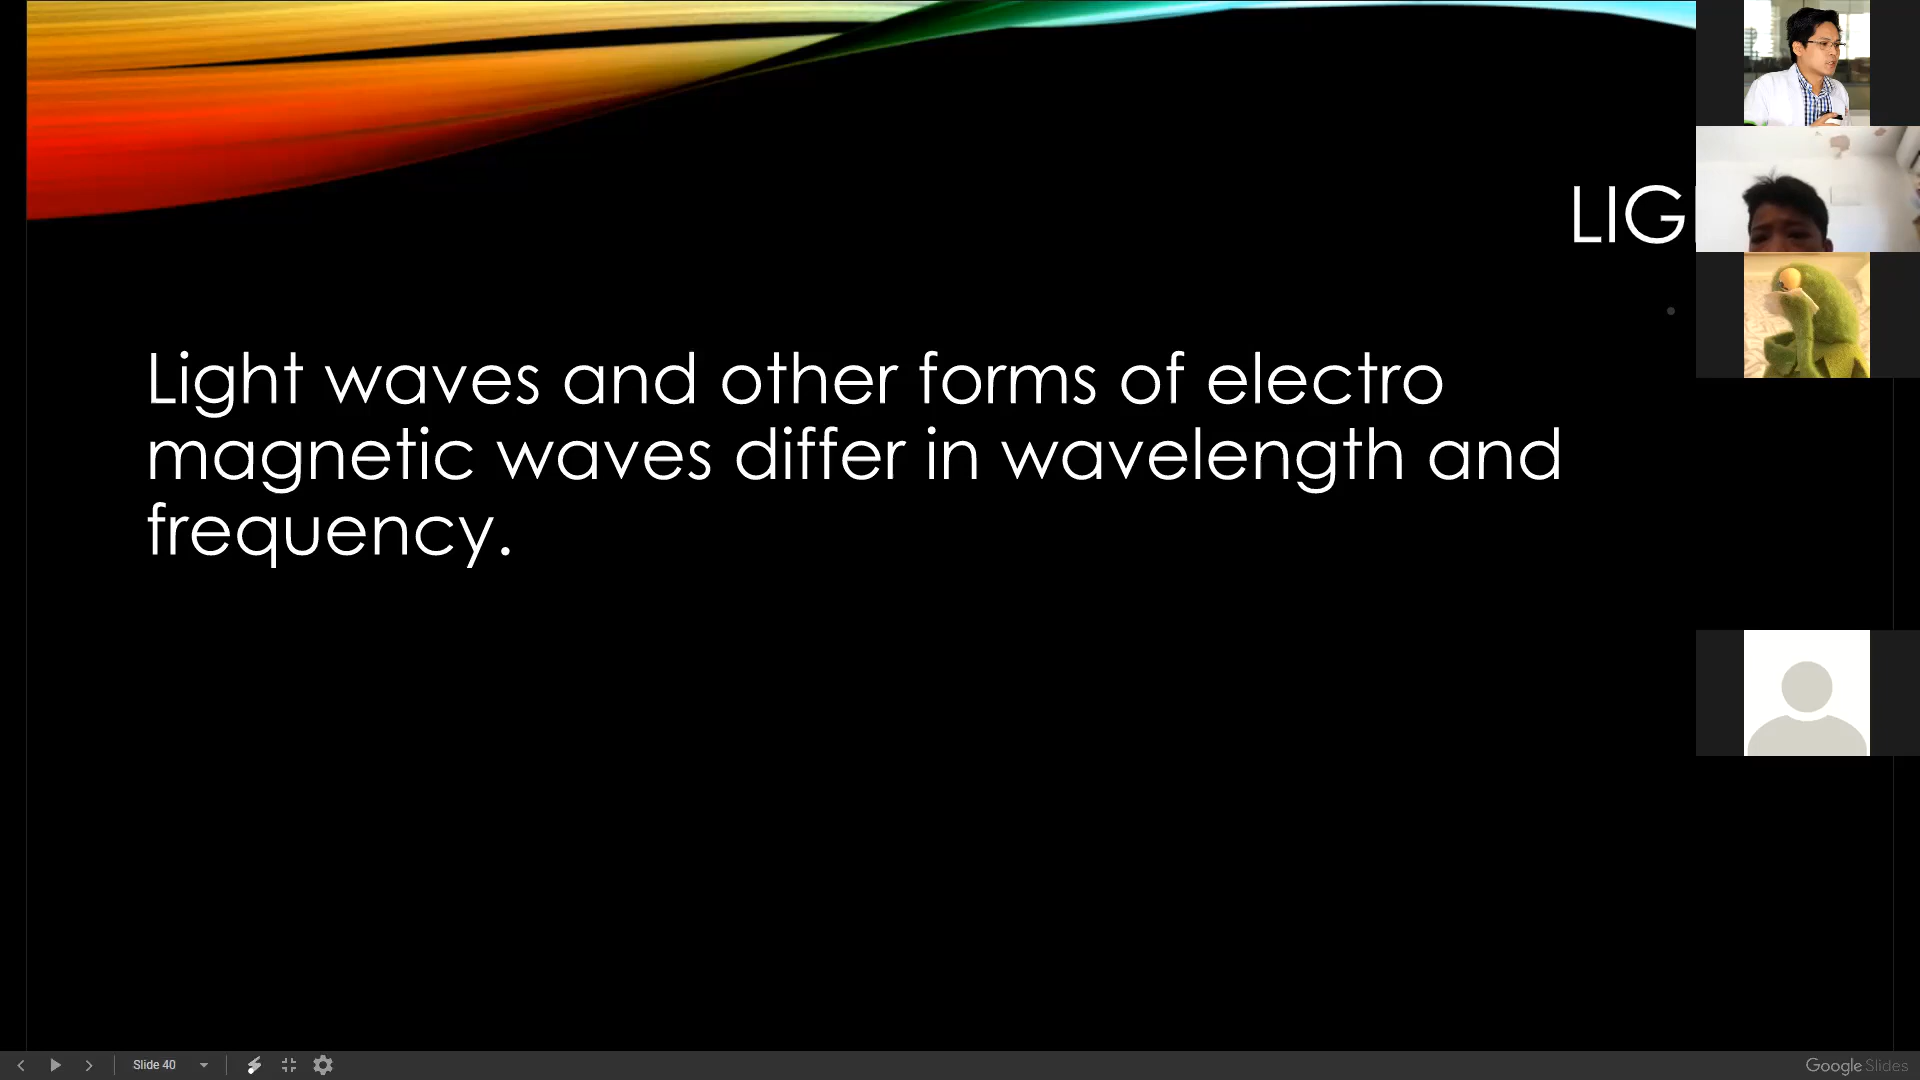 LIG
Light waves and other forms of electro
magnetic waves differ in wavelength and
frequency.
Slide 40
Google Slides